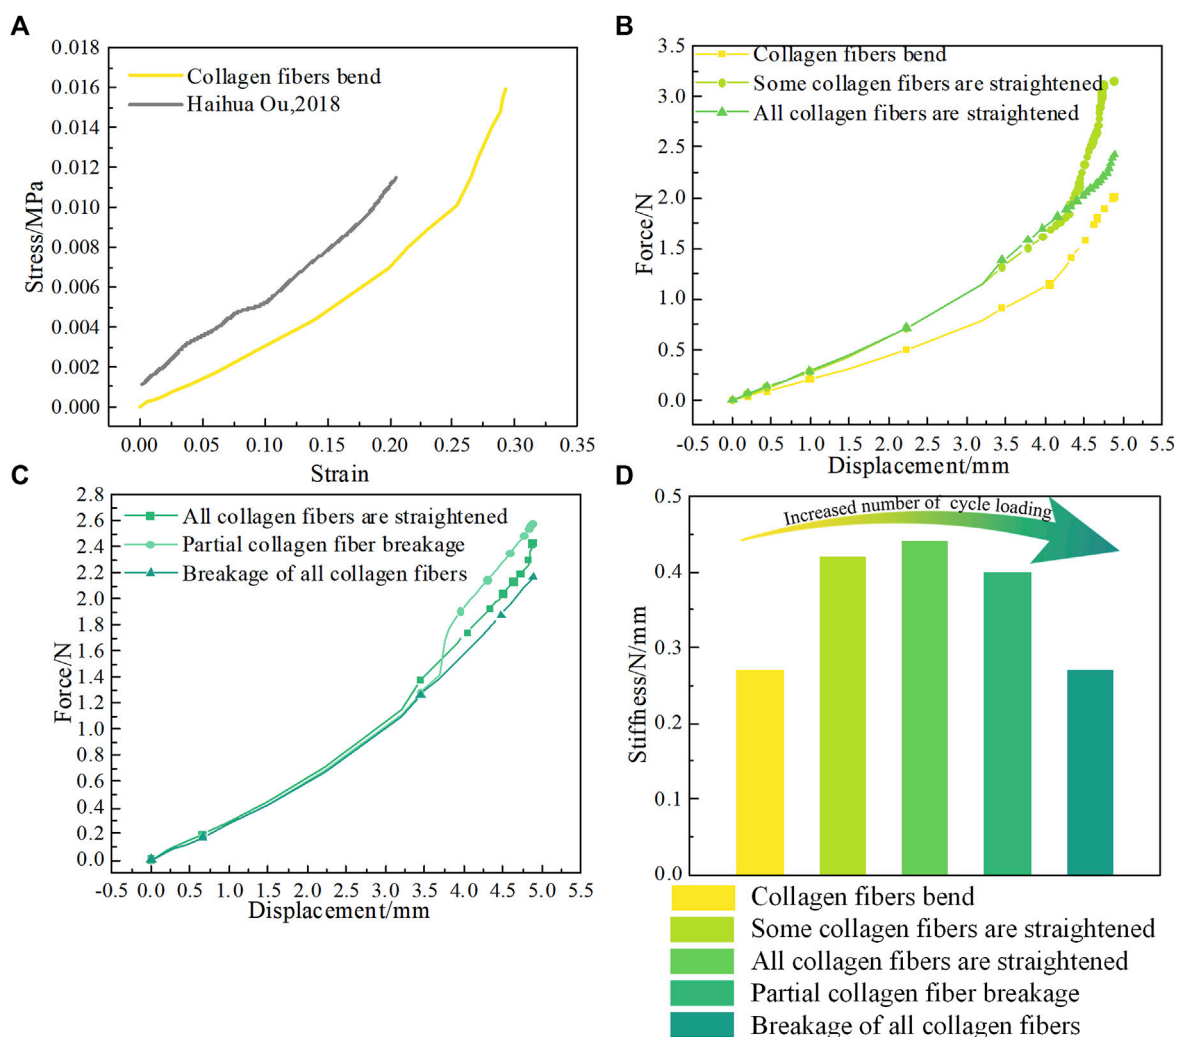 A
Stress/MPa
0.018
0.016
0.014
0.012
0.010
0.008
0.006
0.004
0.002
0.000
Collagen fibers bend
Haihua Ou,2018
0.00 0.05 0.10 0.15 0.20 0.25 0.30 0.35
Strain
B
Force/N
3.5
3.0
2.5
2.0
1.5
1.0
0.5
0.0
Collagen fibers bend
Some collagen fibers are straightened
All collagen fibers are straightened
-0.5 0.0 0.5 1.0 1.5 2.0 2.5 3.0 3.5 4.0 4.5 5.0 5.5
Displacement/mm
C
Force/N
2.8
2.6
2.4
2.2
2.0
1.8
1.6
1.4
1.2
1.0
0.8
0.6
0.4
0.2
0.0
All collagen fibers are straightened
Partial collagen fiber breakage
Breakage of all collagen fibers
-0.5 0.0 0.5 1.0 1.5 2.0 2.5 3.0 3.5 4.0 4.5 5.0 5.5
Displacement/mm
D
Stiffness/N/mm
0.5
0.4
0.3
0.2
0.1
0.0
Increased number of cycle loading
Collagen fibers bend
Some collagen fibers are straightened
All collagen fibers are straightened
Partial collagen fiber breakage
Breakage of all collagen fibers